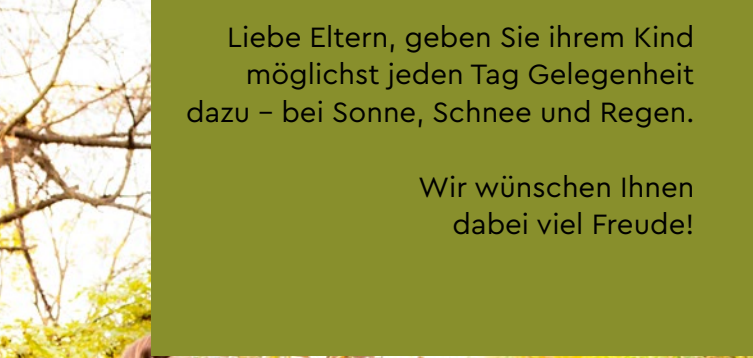 Liebe Eltern, geben Sie ihrem Kind
möglichst jeden Tag Gelegenheit
dazu – bei Sonne, Schnee und Regen.
Wir wünschen Ihnen
dabei viel Freude!